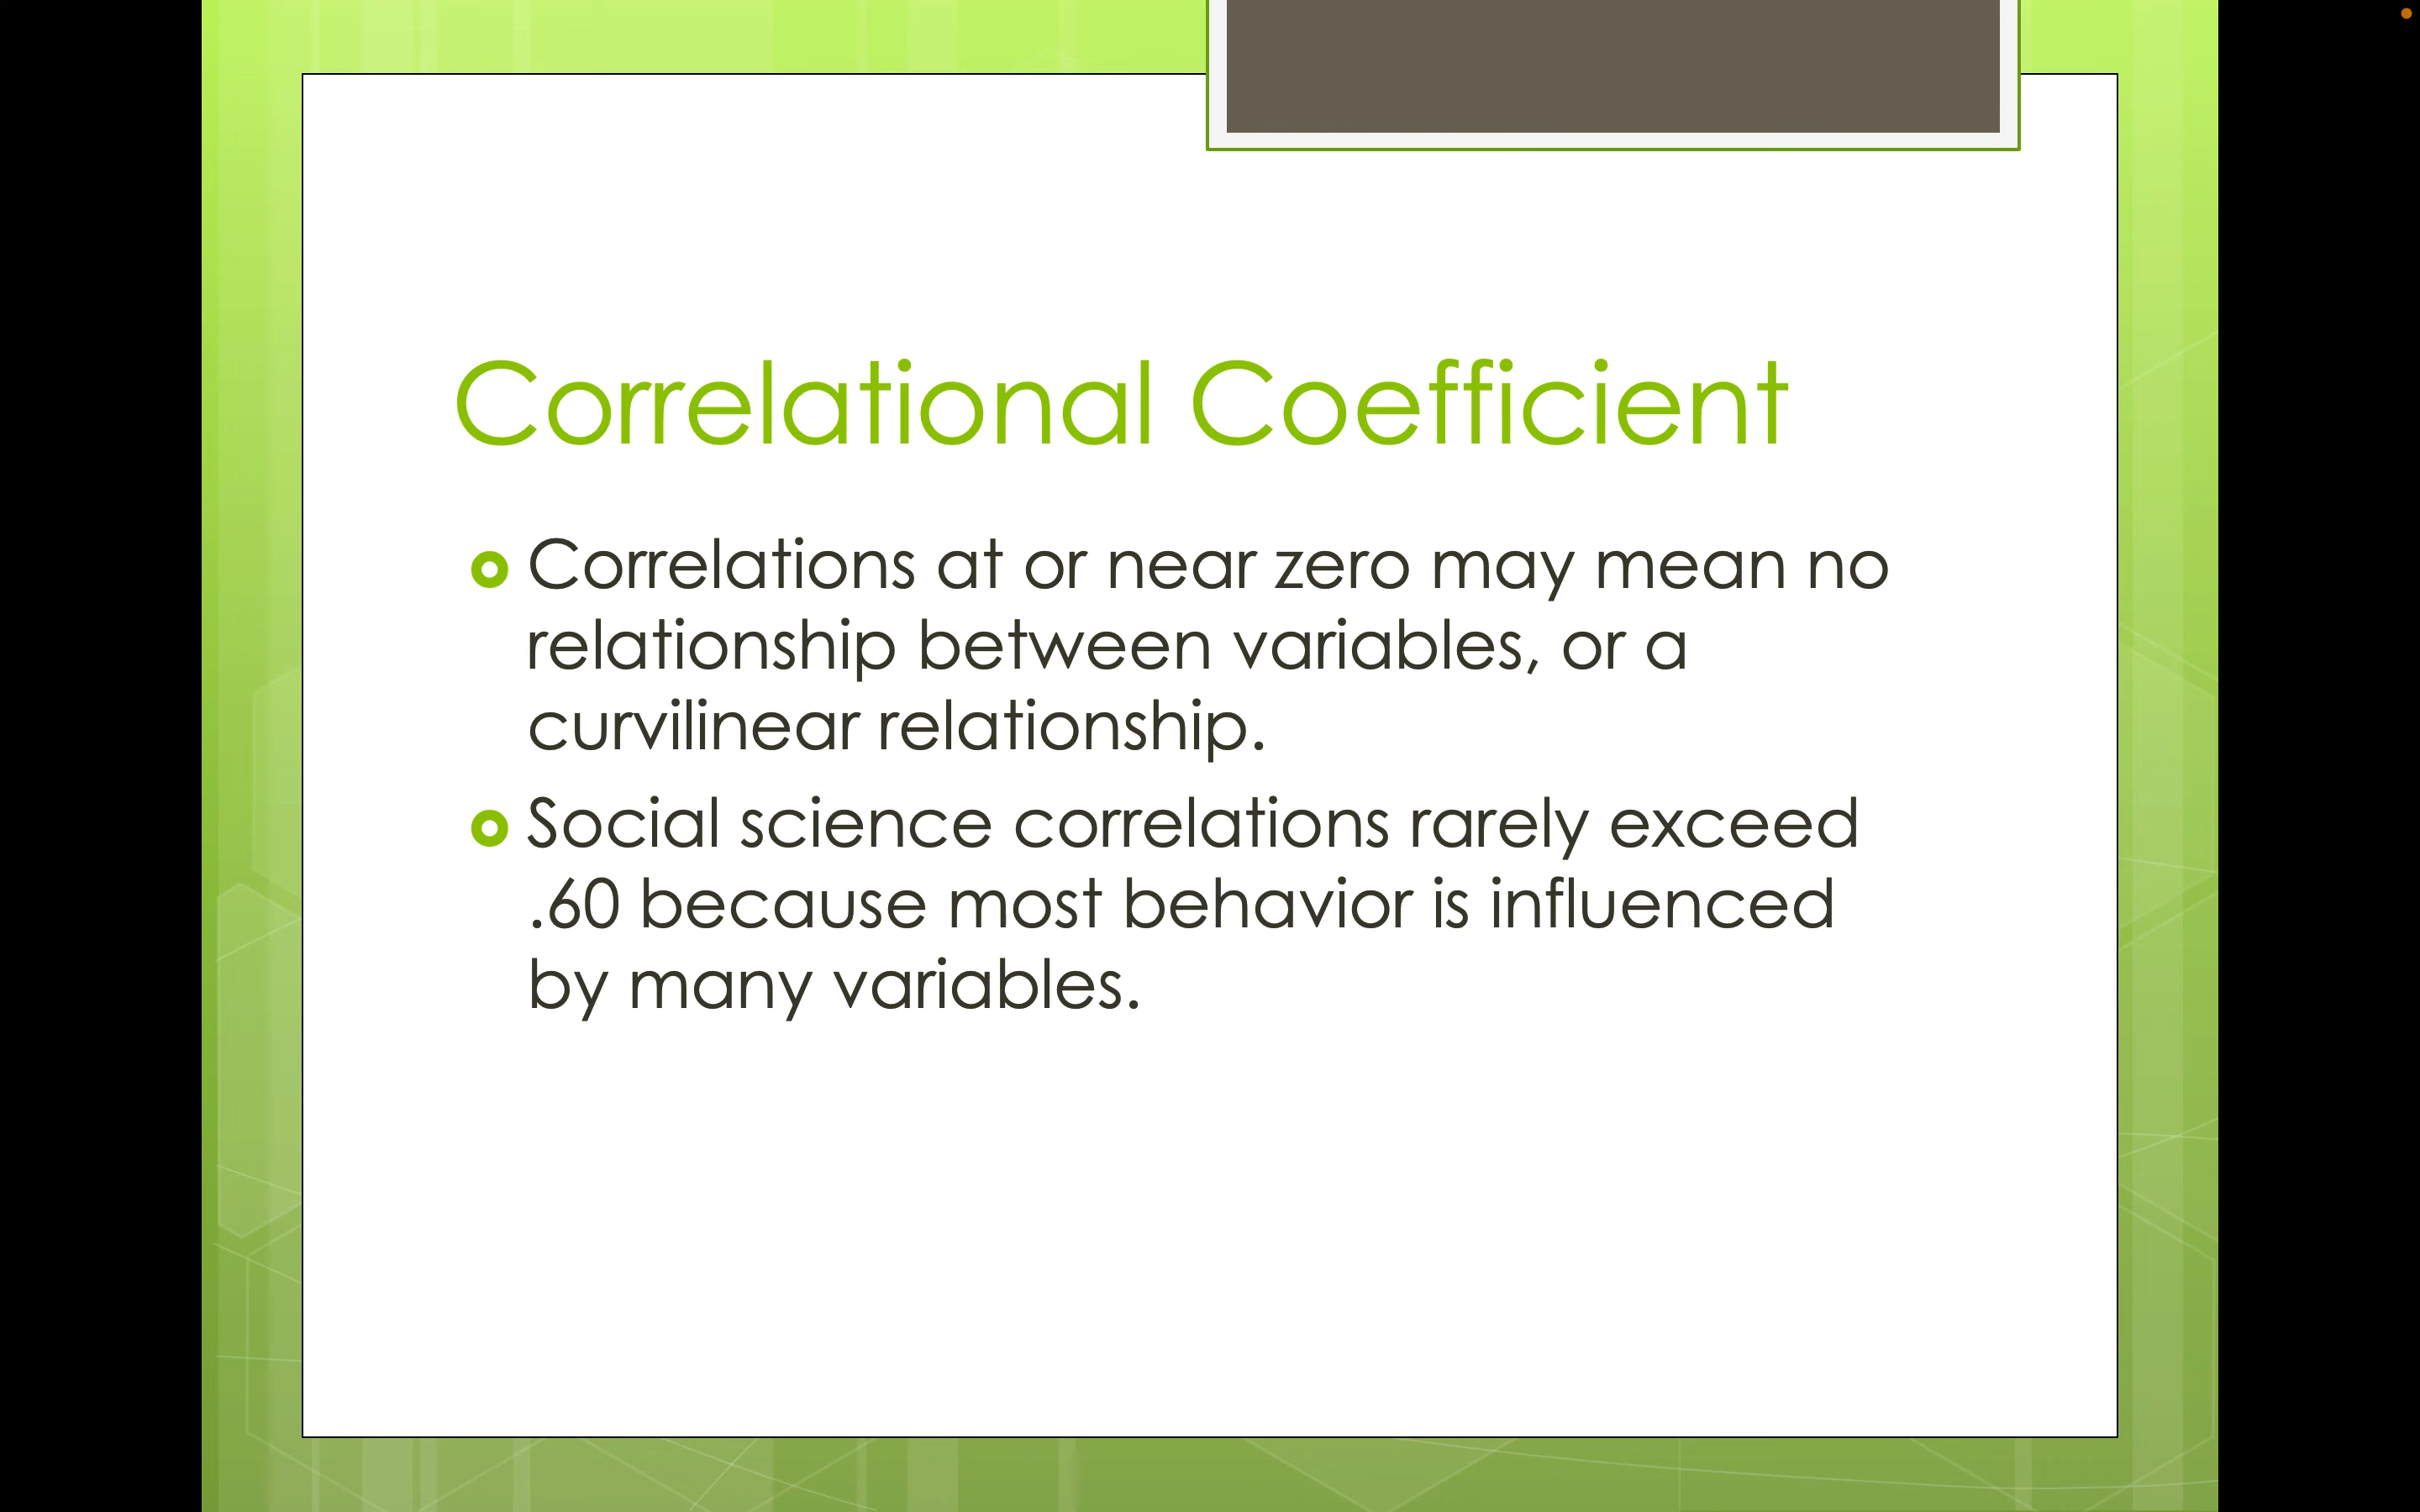 Correlational Coefficient
Correlations at or near zero may mean no
relationship between variables, or a
curvilinear relationship.
Social science correlations rarely exceed
.60 because most behavior is influenced
by many variables.